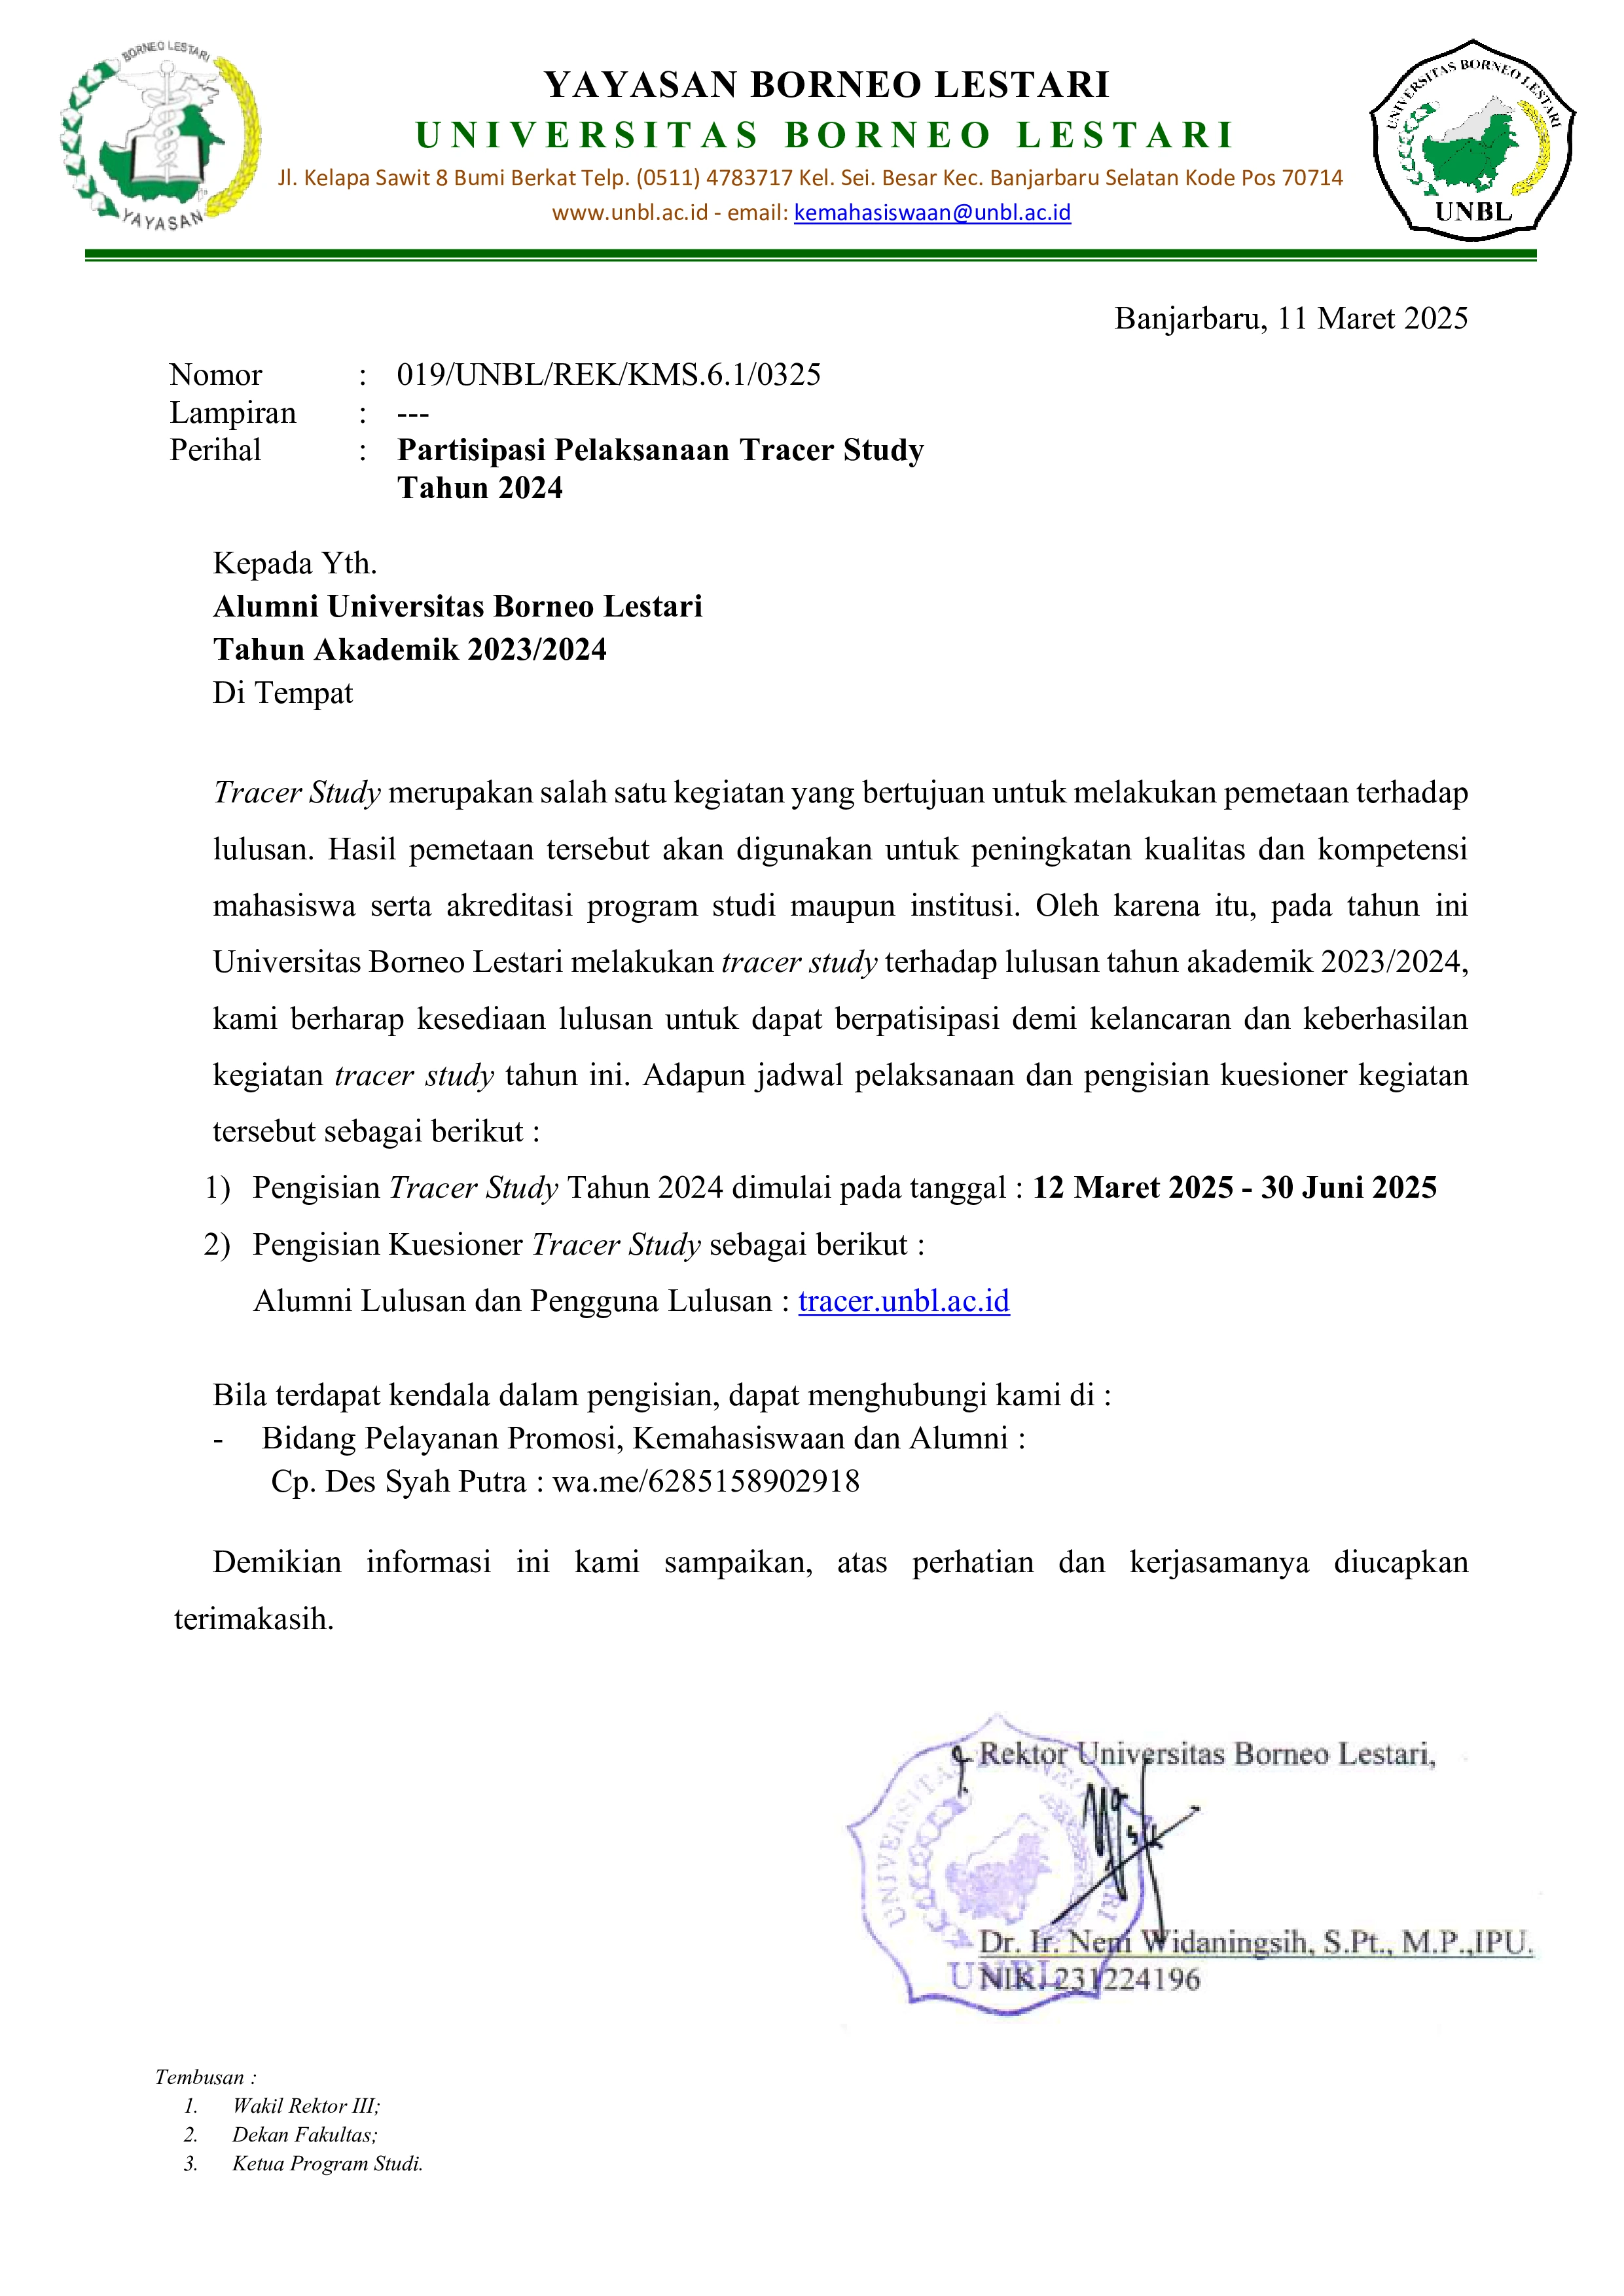 BORNEO LESTARI
YAYASAN
YAYASAN BORNEO LESTARI
UNIVERSITAS BORNEO LESTARI
Jl. Kelapa Sawit 8 Bumi Berkat Telp. (0511) 4783717 Kel. Sei. Besar Kec. Banjarbaru Selatan Kode Pos 70714
www.unbl.ac.id - email: kemahasiswaan@unbl.ac.id
UNIVERSITAS BORNEO LESTARI
UNBL
Banjarbaru, 11 Maret 2025
Nomor : 019/UNBL/REK/KMS.6.1/0325
Lampiran : ---
Perihal : Partisipasi Pelaksanaan Tracer Study
Tahun 2024
Kepada Yth.
Alumni Universitas Borneo Lestari
Tahun Akademik 2023/2024
Di Tempat
Tracer Study merupakan salah satu kegiatan yang bertujuan untuk melakukan pemetaan terhadap
lulusan. Hasil pemetaan tersebut akan digunakan untuk peningkatan kualitas dan kompetensi
mahasiswa serta akreditasi program studi maupun institusi. Oleh karena itu, pada tahun ini
Universitas Borneo Lestari melakukan tracer study terhadap lulusan tahun akademik 2023/2024,
kami berharap kesediaan lulusan untuk dapat berpatisipasi demi kelancaran dan keberhasilan
kegiatan tracer study tahun ini. Adapun jadwal pelaksanaan dan pengisian kuesioner kegiatan
tersebut sebagai berikut :
1) Pengisian Tracer Study Tahun 2024 dimulai pada tanggal : 12 Maret 2025 - 30 Juni 2025
2) Pengisian Kuesioner Tracer Study sebagai berikut :
Alumni Lulusan dan Pengguna Lulusan : tracer.unbl.ac.id
Bila terdapat kendala dalam pengisian, dapat menghubungi kami di :
- Bidang Pelayanan Promosi, Kemahasiswaan dan Alumni :
Cp. Des Syah Putra : wa.me/6285158902918
Demikian informasi ini kami sampaikan, atas perhatian dan kerjasamanya diucapkan
terimakasih.
Rektor Universitas Borneo Lestari,
Dr. Ir. Neni Widaningsih, S.Pt., M.P.,IPU.
UNBL
NIK. 231224196
Tembusan :
1. Wakil Rektor III;
2. Dekan Fakultas;
3. Ketua Program Studi.